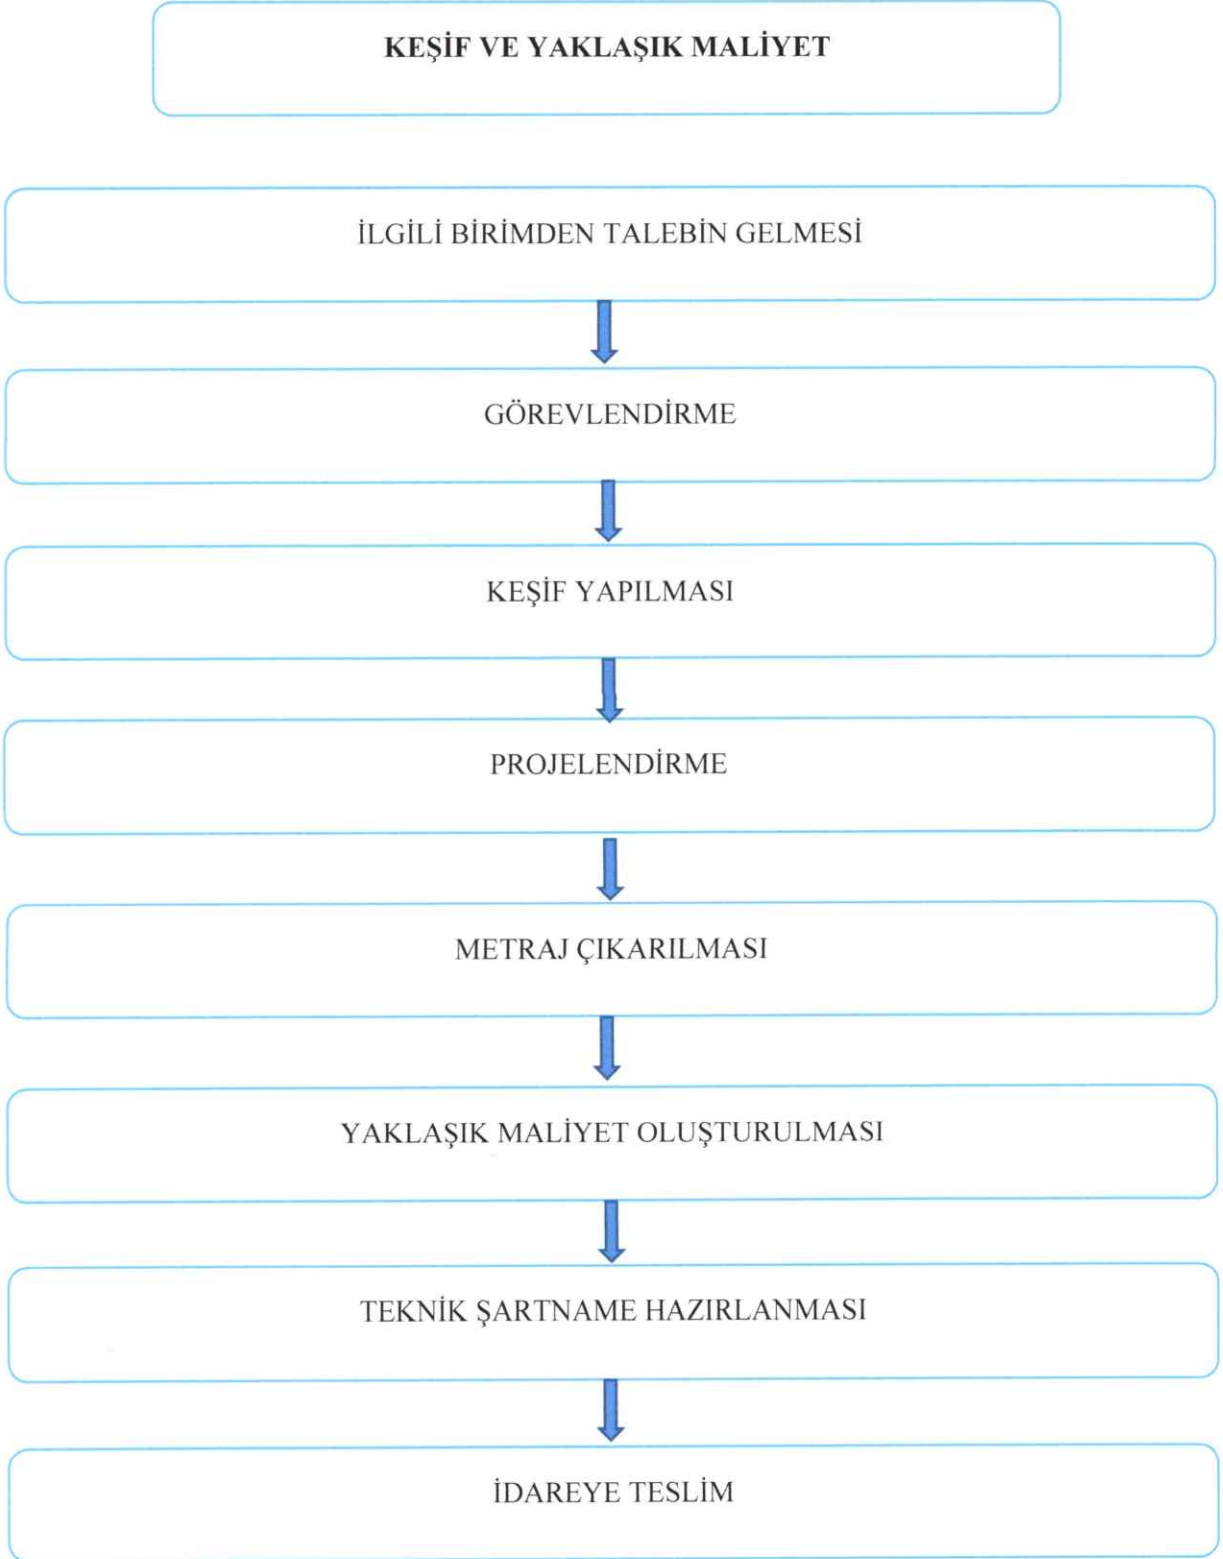 KEŞİF VE YAKLAŞIK MALİYET
İLGİLİ BİRİMDEN TALEBİN GELMESİ
GÖREVLENDİRME
KEŞİF YAPILMASI
PROJELENDİRME
METRAJ ÇIKARILMASI
YAKLAŞIK MALİYET OLUŞTURULMASI
TEKNİK ŞARTNAME HAZIRLANMASI
İDAREYE TESLİM